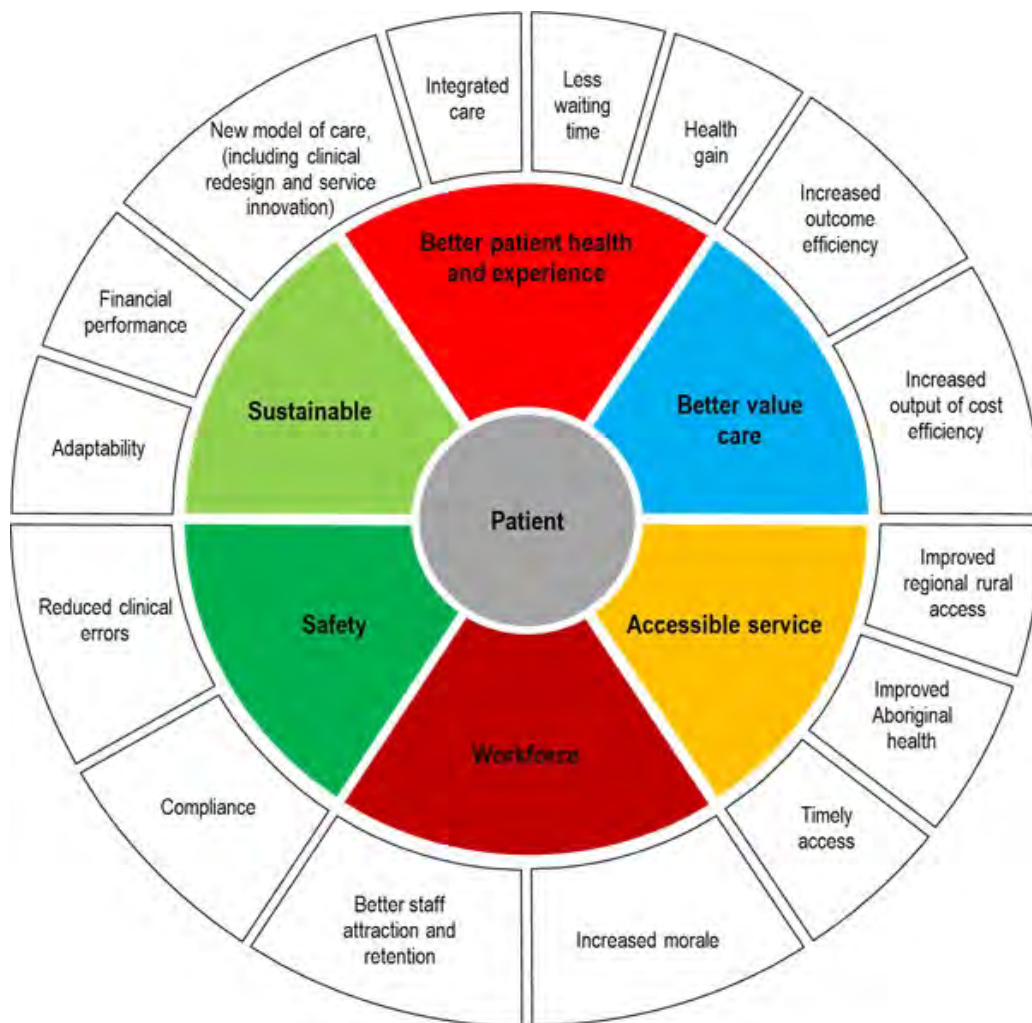 Integrated
care
Less
waiting
time
Health
gain
New model of care,
(including clinical
redesign and service
innovation)
Increased
outcome
efficiency
Better patient health
and experience
Financial
performance
Increased
output of cost
efficiency
Sustainable
Better value
care
Adaptability
Patient
Improved
regional rural
access
Reduced clinical
errors
Safety
Accessible service
Improved
Aboriginal
health
Workforce
Compliance
Timely
access
Better staff
attraction and
retention
Increased morale